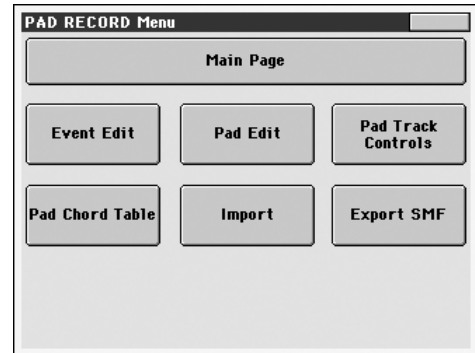 PAD RECORD Menu
Main Page
Event Edit
Pad Edit
Pad Track
Controls
Pad Chord Table
Import
Export SMF